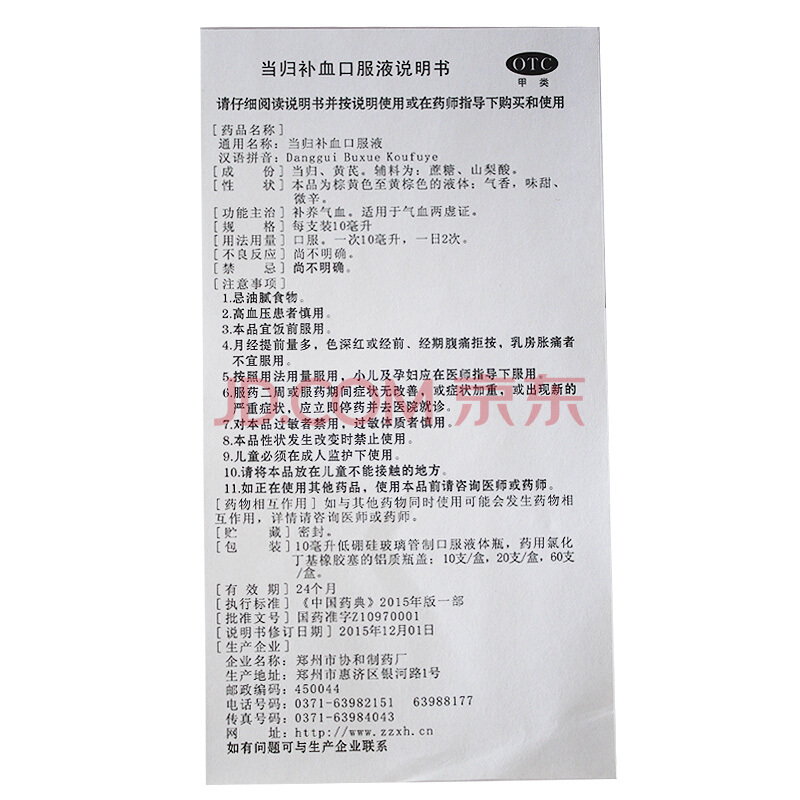 当归补血口服液说明书
OTC
甲类
请仔细阅读说明书并按说明使用或在药师指导下购买和使用
[药品名称]
通用名称：当归补血口服液
汉语拼音：Danggui Buxue Koufuye
[成份]当归、黄芪。辅料为：蔗糖、山梨酸。
[性状]本品为棕黄色至黄棕色的液体；气香，味甜、
微辛。
[功能主治]补养气血。适用于气血两虚证。
[规格]每支装10毫升
[用法用量]口服。一次10毫升，一日2次。
[不良反应]尚不明确。
[禁忌]尚不明确。
[注意事项]
1.忌油腻食物。
2.高血压患者慎用。
3.本品宜饭前服用。
4.月经提前量多，色深红或经前、经期腹痛拒按，乳房胀痛者
不宜服用。
5.按照用法用量服用，小儿及孕妇应在医师指导下服用。
6.服药二周或服药期间症状无改善，或症状加重，或出现新的
严重症状，应立即停药并去医院就诊。
JD.COM 京东
7.对本品过敏者禁用，过敏体质者慎用。
8.本品性状发生改变时禁止使用。
9.儿童必须在成人监护下使用。
10.请将本品放在儿童不能接触的地方。
11.如正在使用其他药品，使用本品前请咨询医师或药师。
[药物相互作用]如与其他药物同时使用可能会发生药物相
互作用，详情请咨询医师或药师。
[贮藏]密封。
[包装]10毫升低硼硅玻璃管制口服液体瓶，药用氯化
丁基橡胶塞的铝质瓶盖；10支/盒，20支/盒，60支
/盒。
[有效期]24个月
[执行标准]《中国药典》2015年版一部
[批准文号]国药准字Z10970001
[说明书修订日期]2015年12月01日
[生产企业]
企业名称：郑州市协和制药厂
生产地址：郑州市惠济区银河路1号
邮政编码：450044
电话号码：0371-63982151 63988177
传真号码：0371-63984043
网址：http://www.zzxh.cn
如有问题可与生产企业联系